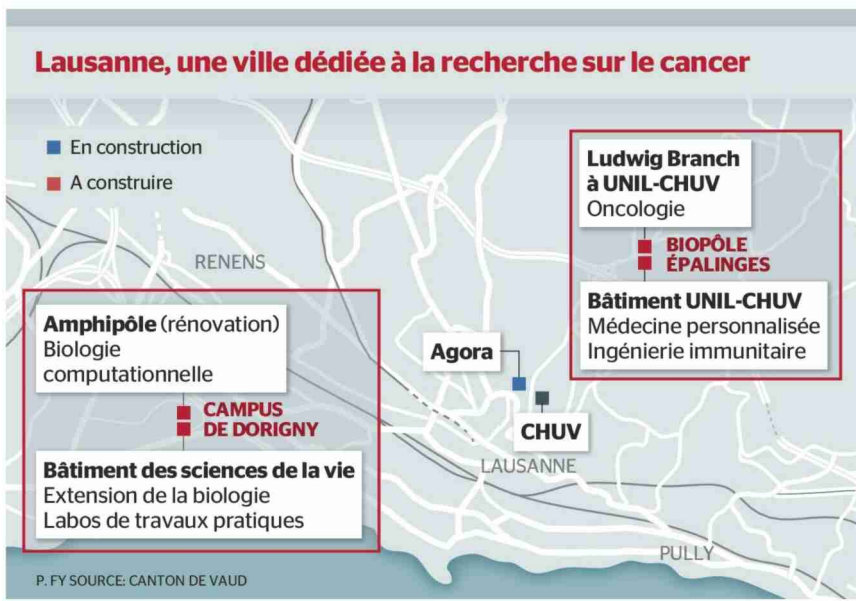 Lausanne, une ville dédiée à la recherche sur le cancer
En construction
A construire
RENENS
Ludwig Branch
à UNIL-CHUV
Oncologie
BIOPÔLE
ÉPALINGES
Bâtiment UNIL-CHUV
Médecine personnalisée
Ingénierie immunitaire
Amphipôle (rénovation)
Biologie
computationnelle
CAMPUS
DE DORIGNY
Bâtiment des sciences de la vie
Extension de la biologie
Labos de travaux pratiques
Agora
CHUV
LAUSANNE
PULLY
P. FY SOURCE: CANTON DE VAUD